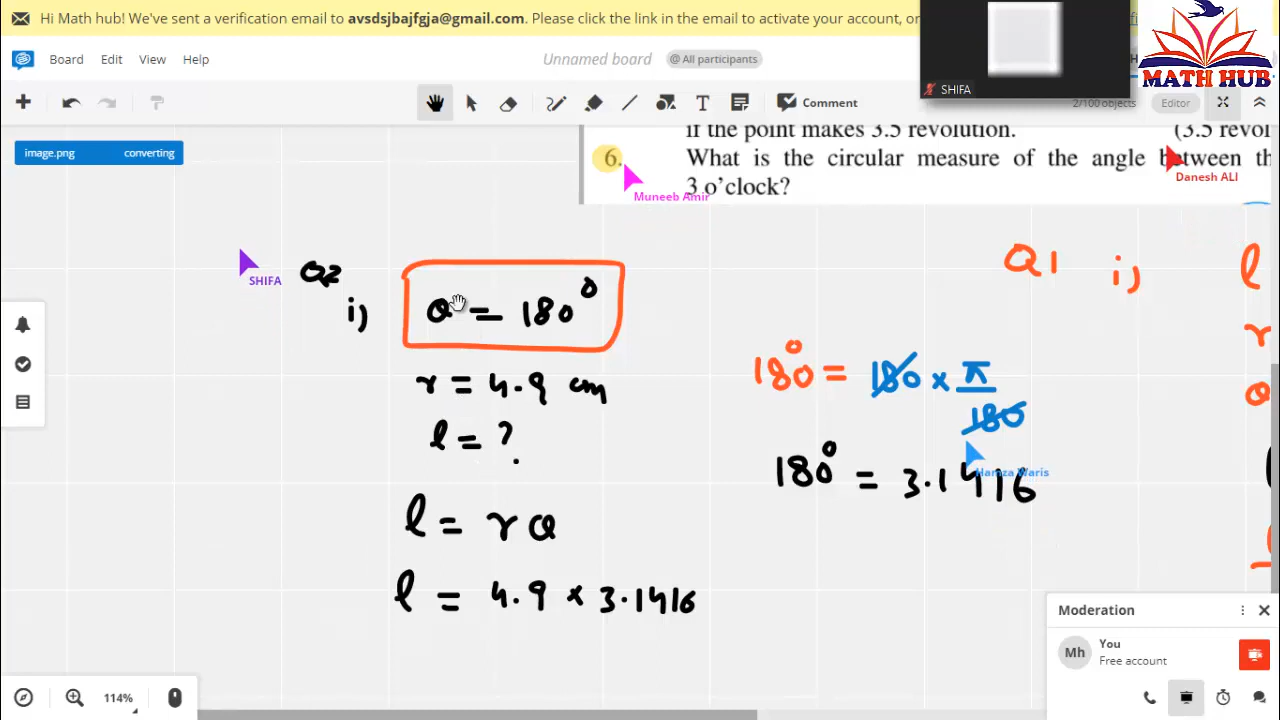 Hi Math hub! We've sent a verification email to avsdsjbajfgja@gmail.com. Please click the link in the email to activate your account, or
Board Edit View Help
Unnamed board
@ All participants
SHIFA
MATH HUB
Comment
2/100objects
Editor
image.png converting
if the point makes 3.5 revolution. (3.5 revol
6. What is the circular measure of the angle between th
3 o'clock?
Muneeb Amir
Danesh ALI
SHIFA
Q2
i) θ = 180°
r = 4.9 cm
l = ?
l = rθ
l = 4.9 × 3.1416
Q1 i) l
r
θ
180° = 180 × π
180
Hamza Waris
180° = 3.1416
Moderation
Mh You
Free account
114%